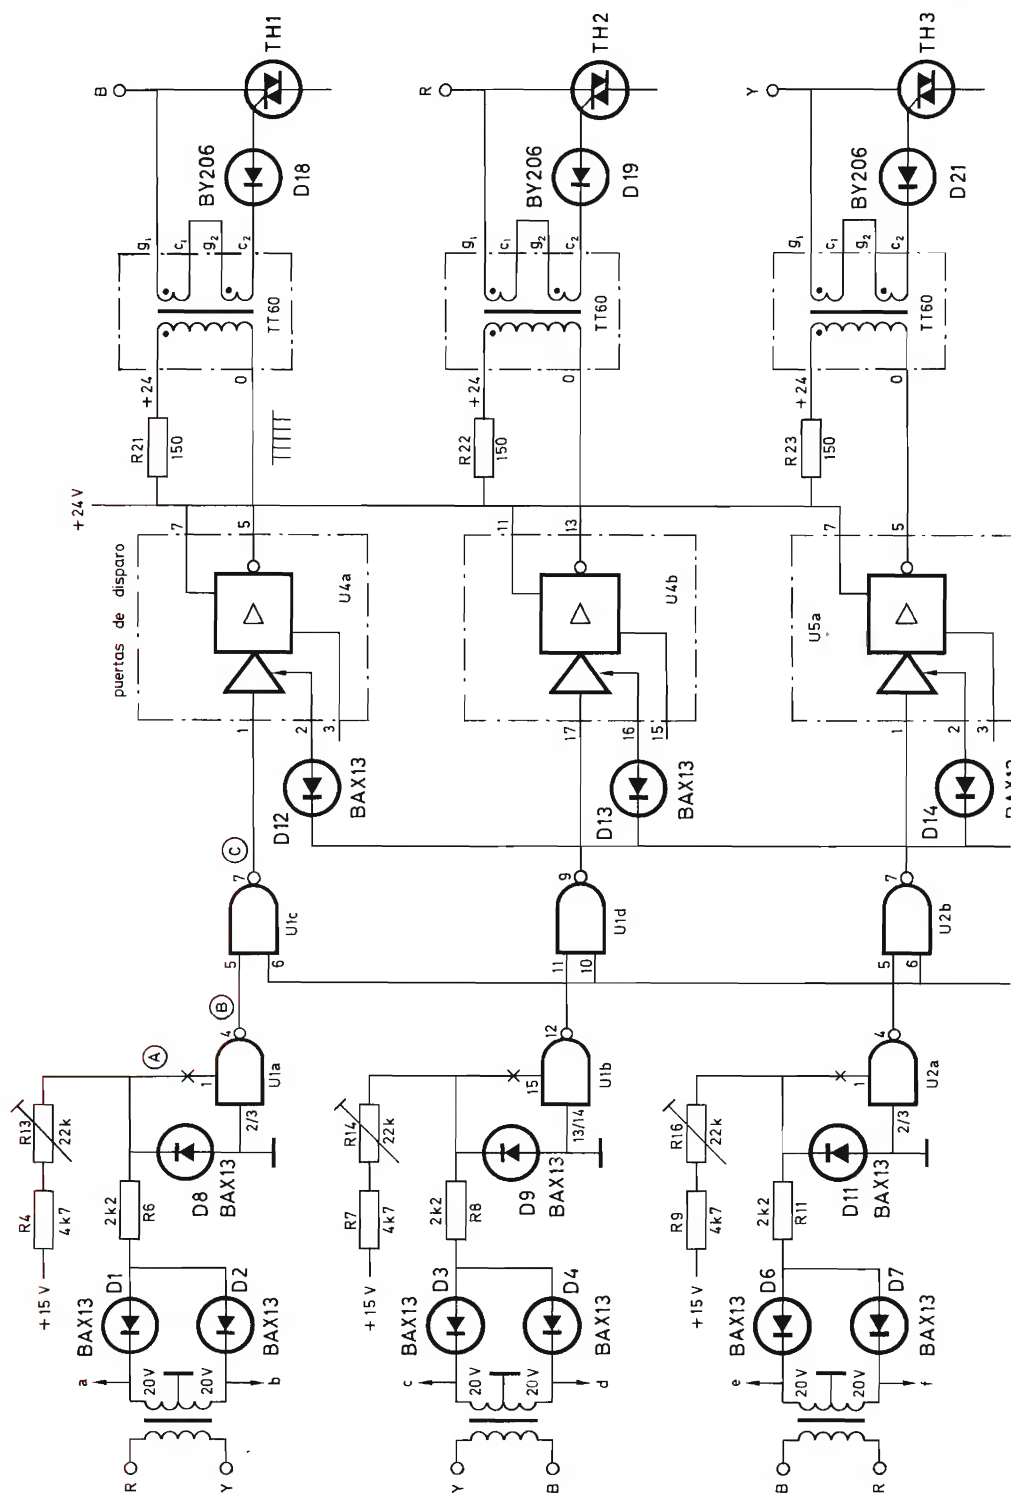 B
TH1
BY206
D18
g₁
c₁
g₂
c₂
TT60
+24
0
R21
150
+24V
7
5
puertas de disparo
U4a
1
2
3
D12
BAX13
C
7
U1c
5
6
B
4
A
1
U1a
2/3
R13
22k
D8
BAX13
R4
4k7
+15V
2k2
R6
D1
BAX13
D2
BAX13
a
20V
20V
b
R
Y
R
TH2
BY206
D19
g₁
c₁
g₂
c₂
TT60
+24
0
R22
150
11
13
U4b
17
16
15
D13
BAX13
9
U1d
11
10
12
15
U1b
13/14
R14
22k
D9
BAX13
R7
4k7
+15V
2k2
R8
D3
BAX13
D4
BAX13
c
20V
20V
d
Y
B
Y
TH3
BY206
D21
g₁
c₁
g₂
c₂
TT60
+24
0
R23
150
7
5
U5a
1
2
3
D14
7
U2b
5
6
4
1
U2a
2/3
R16
22k
D11
BAX13
R9
4k7
+15V
2k2
R11
D6
BAX13
D7
BAX13
e
20V
20V
f
B
R